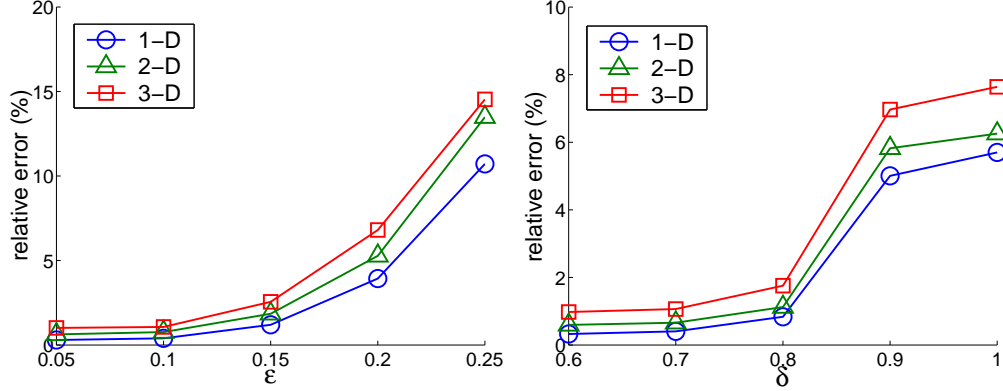 20
15
10
5
0
0.05 0.1 0.15 0.2 0.25
relative error (%)
ε
1-D
2-D
3-D
10
8
6
4
2
0
0.6 0.7 0.8 0.9 1
relative error (%)
δ
1-D
2-D
3-D